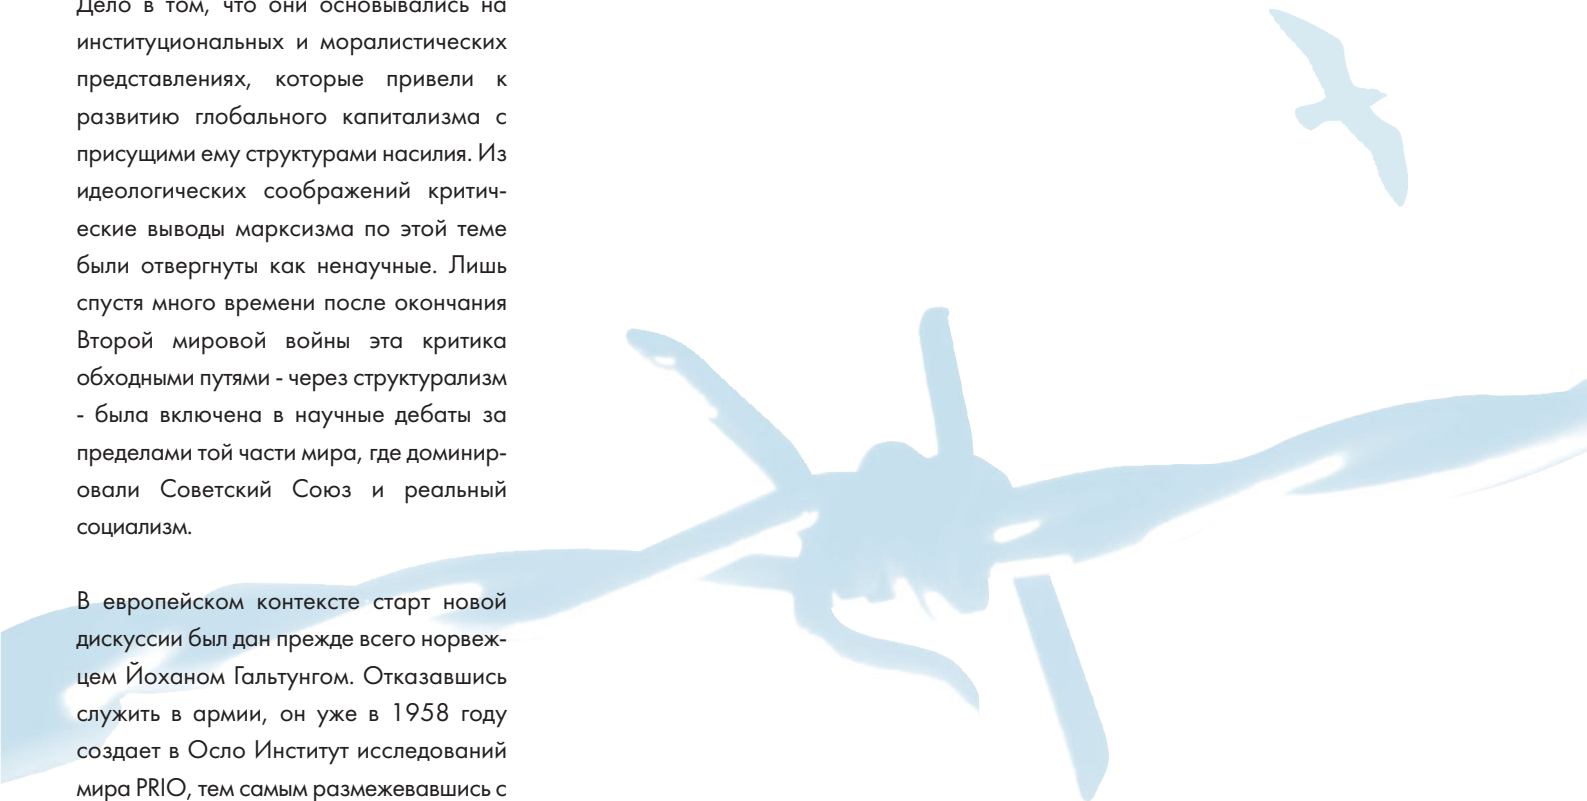 Дело в том, что они основывались на
институциональных и моралистических
представлениях, которые привели к
развитию глобального капитализма с
присущими ему структурами насилия. Из
идеологических соображений критич-
еские выводы марксизма по этой теме
были отвергнуты как ненаучные. Лишь
спустя много времени после окончания
Второй мировой войны эта критика
обходными путями - через структурализм
- была включена в научные дебаты за
пределами той части мира, где доминир-
овали Советский Союз и реальный
социализм.
В европейском контексте старт новой
дискуссии был дан прежде всего норвеж-
цем Йоханом Гальтунгом. Отказавшись
служить в армии, он уже в 1958 году
создает в Осло Институт исследований
мира PRIO, тем самым размежевавшись с